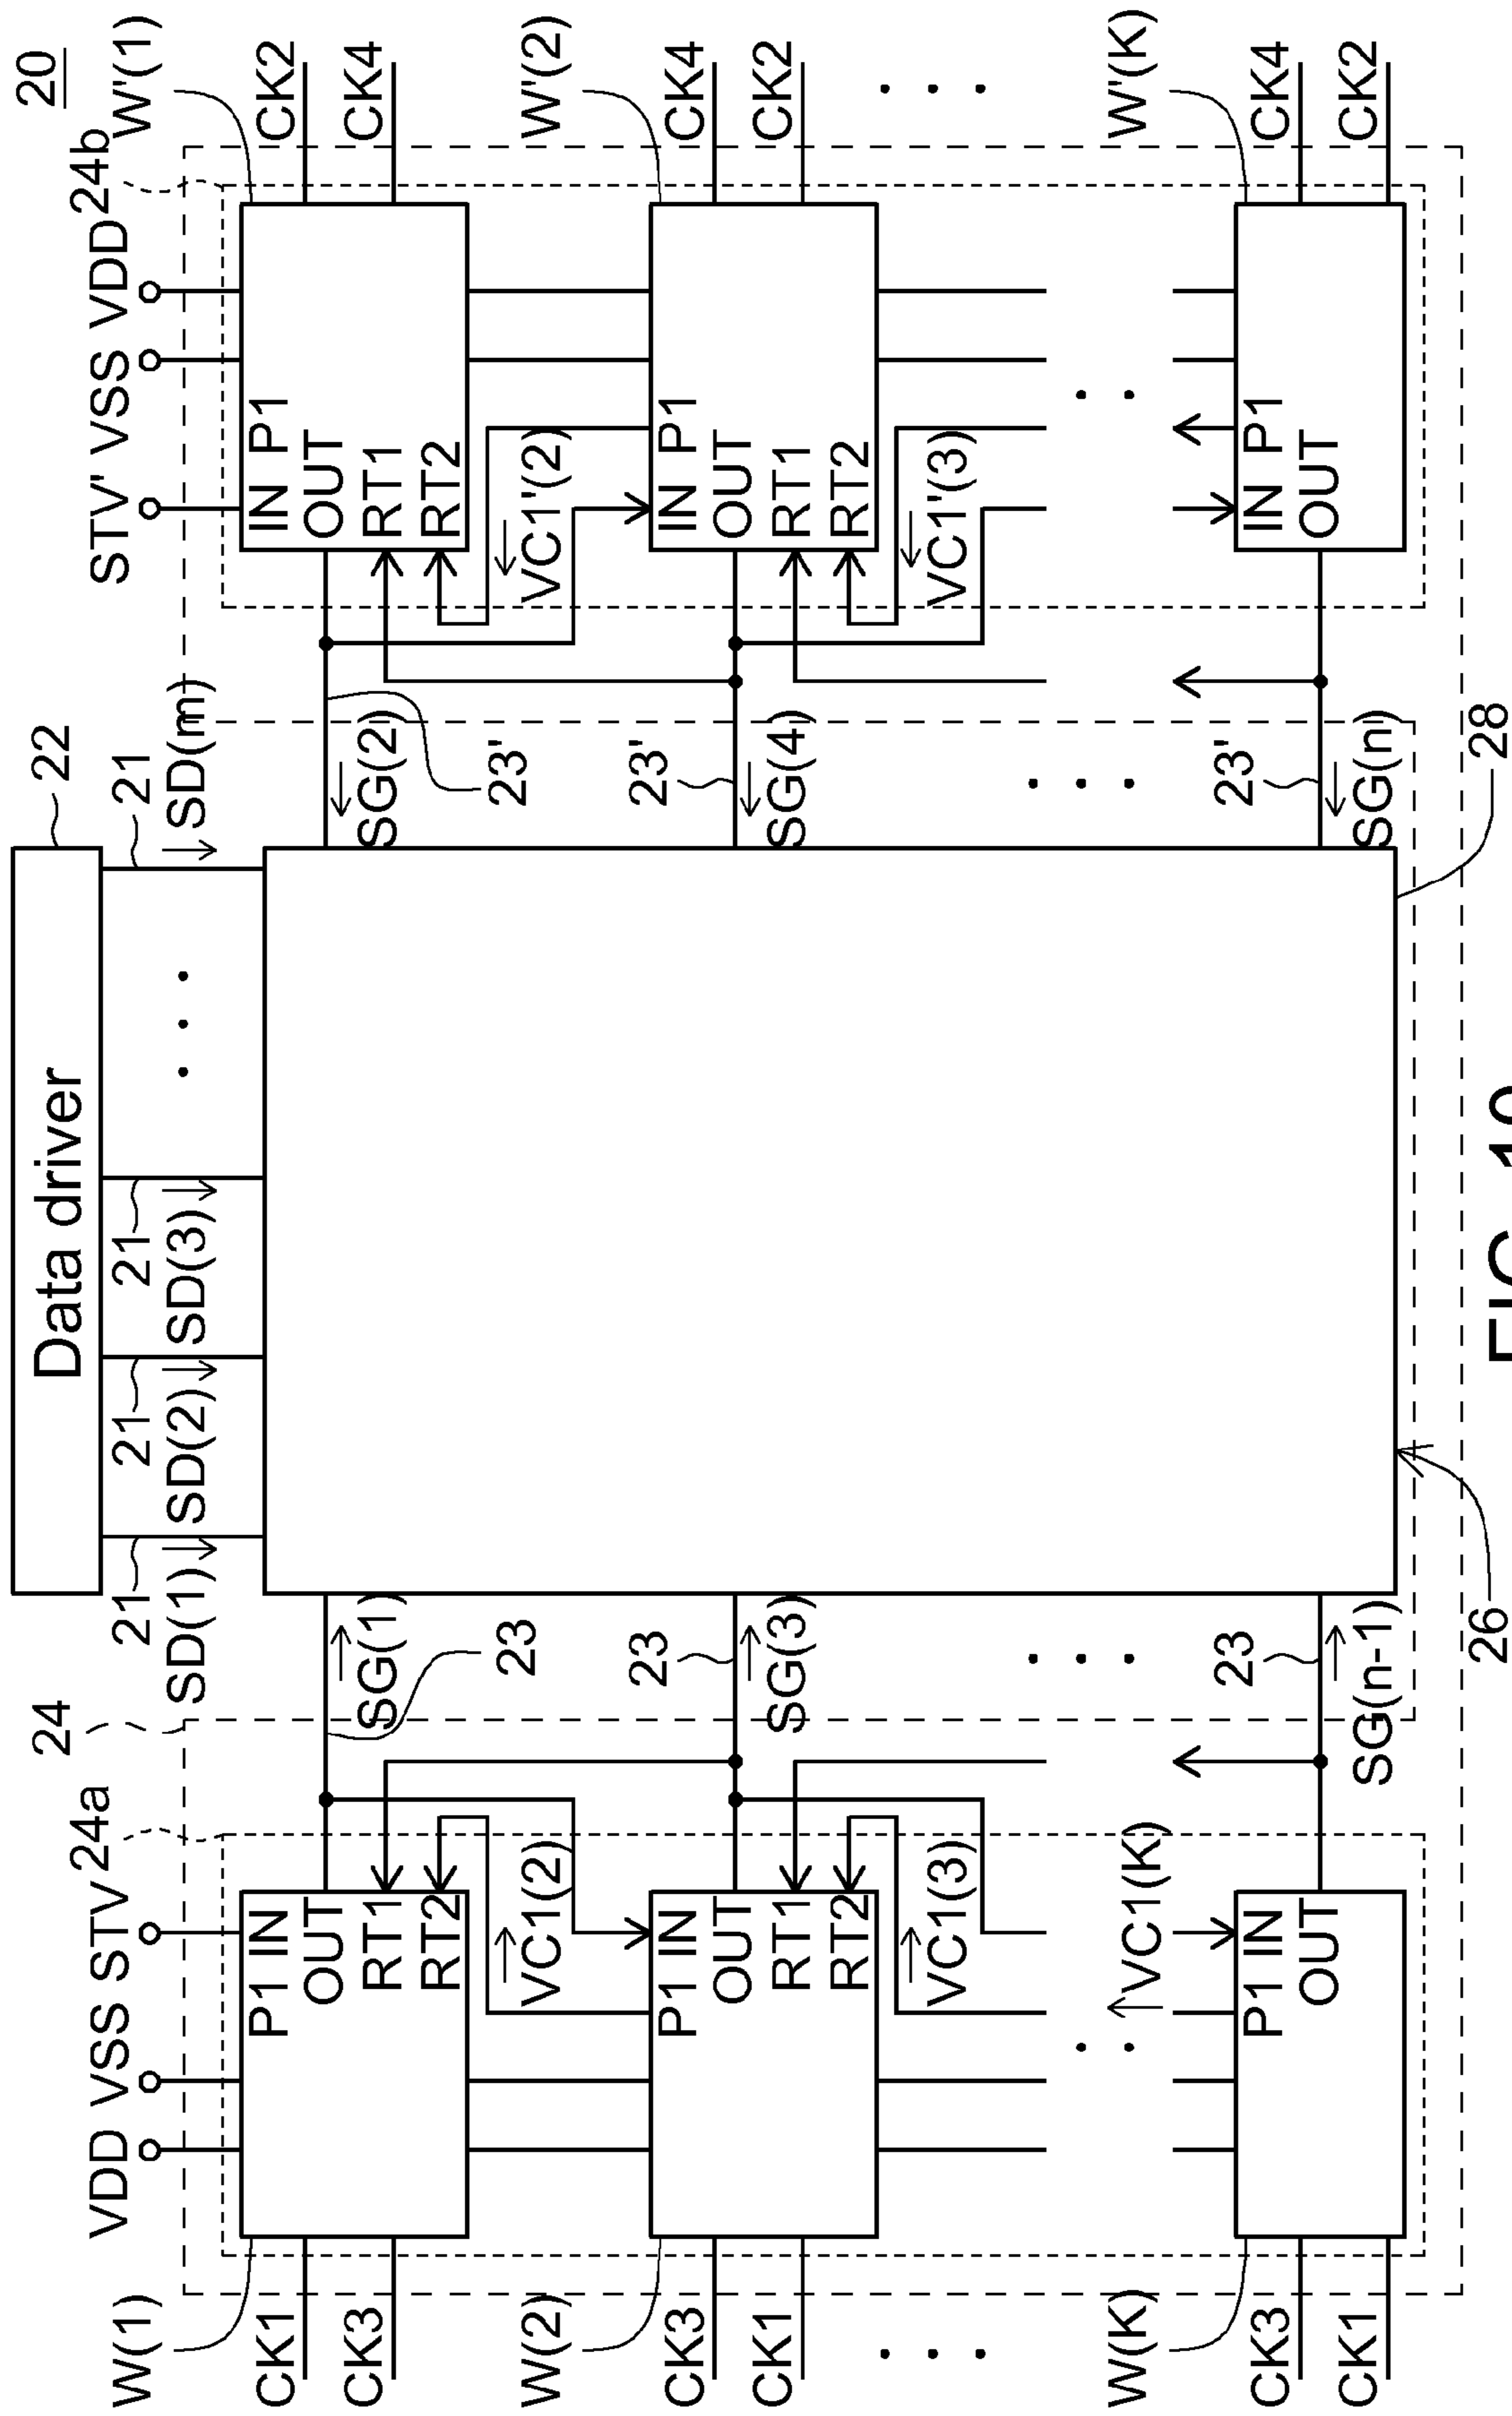 20
Data driver 22
24
21 21 21 21
SD(1) SD(2) SD(3) • • • SD(m)
24a
24b
VDD VSS STV
STV' VSS VDD
W(1)
W'(1)
CK1
CK3
P1 IN
OUT
RT1
RT2
SG(1)
23
SG(2)
23'
IN P1
OUT
RT1
RT2
CK2
CK4
VC1(2)
VC1'(2)
W(2)
W'(2)
CK3
CK1
P1 IN
OUT
RT1
RT2
23
SG(3)
23'
SG(4)
IN P1
OUT
RT1
RT2
CK4
CK2
VC1(3)
VC1'(3)
• • •
• • •
VC1(K)
W(K)
W'(K)
CK3
CK1
P1 IN
OUT
23
SG(n-1)
23'
SG(n)
IN P1
OUT
CK4
CK2
26
28
FIG.